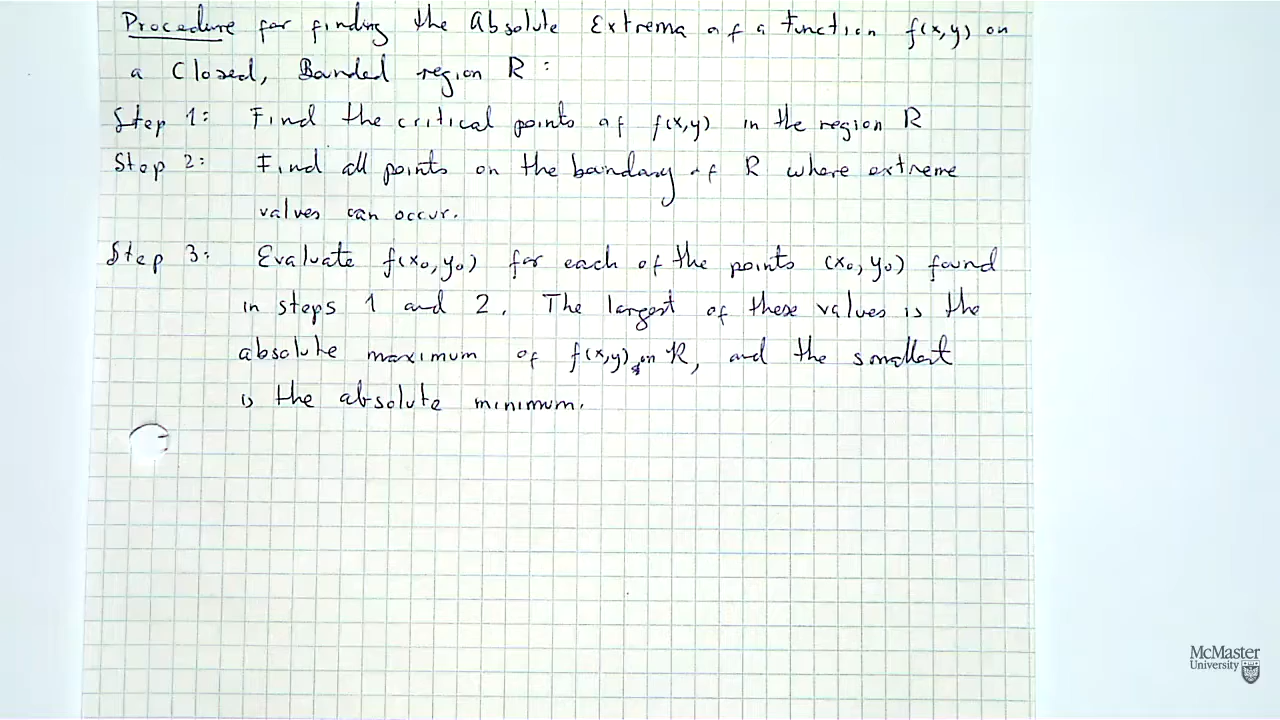 Procedure for finding the Absolute Extrema of a function f(x,y) on
a Closed, Bounded region R :
Step 1: Find the critical points of f(x,y) in the region R
Step 2: Find all points on the boundary of R where extreme
values can occur.
Step 3: Evaluate f(x₀,y₀) for each of the points (x₀,y₀) found
in steps 1 and 2. The largest of these values is the
absolute maximum of f(x,y) on R, and the smallest
is the absolute minimum.
McMaster
University